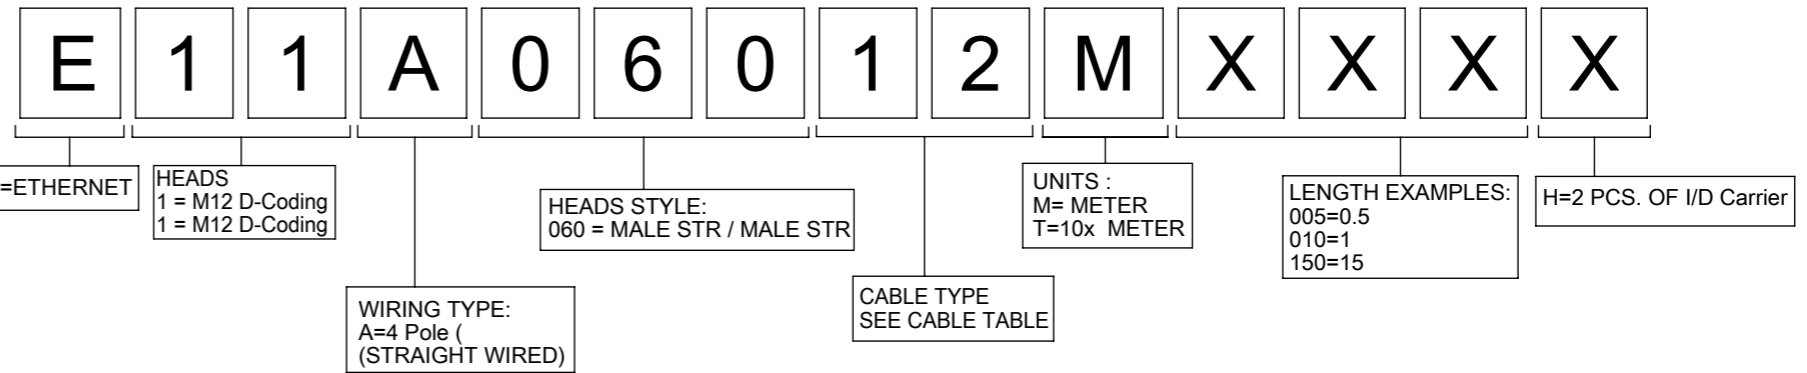 E 1 1 A 0 6 0 1 2 M X X X X
=ETHERNET
HEADS
1 = M12 D-Coding
1 = M12 D-Coding
WIRING TYPE:
A=4 Pole (
(STRAIGHT WIRED)
HEADS STYLE:
060 = MALE STR / MALE STR
CABLE TYPE
SEE CABLE TABLE
UNITS :
M= METER
T=10x METER
LENGTH EXAMPLES:
005=0.5
010=1
150=15
H=2 PCS. OF I/D Carrier